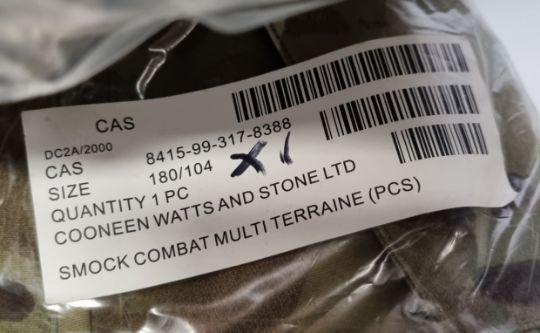 CAS
DC2A/2000
CAS 8415-99-317-8388
SIZE 180/104
QUANTITY 1 PC
COONEEN WATTS AND STONE LTD
SMOCK COMBAT MULTI TERRAINE (PCS)